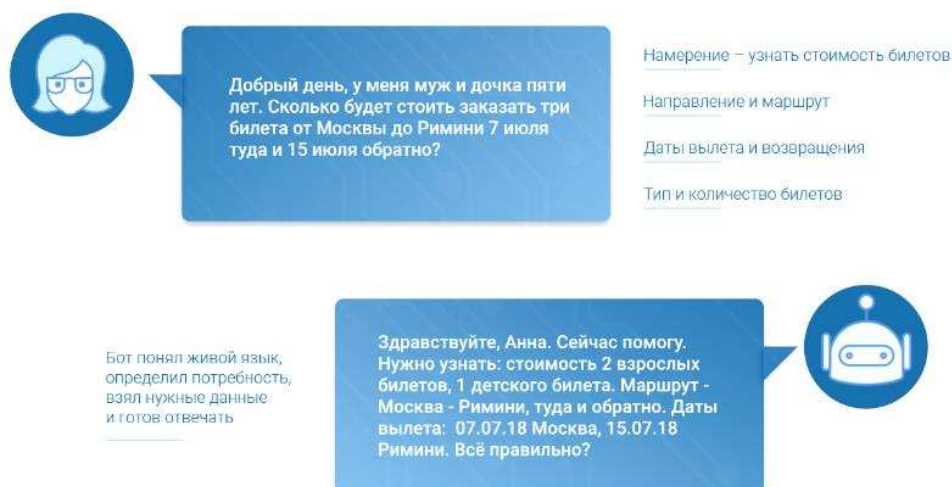 Добрый день, у меня муж и дочка пяти
лет. Сколько будет стоить заказать три
билета от Москвы до Римини 7 июля
туда и 15 июля обратно?
Намерение – узнать стоимость билетов
Направление и маршрут
Даты вылета и возвращения
Тип и количество билетов
Бот понял живой язык,
определил потребность,
взял нужные данные
и готов отвечать
Здравствуйте, Анна. Сейчас помогу.
Нужно узнать: стоимость 2 взрослых
билетов, 1 детского билета. Маршрут -
Москва - Римини, туда и обратно. Даты
вылета: 07.07.18 Москва, 15.07.18
Римини. Всё правильно?